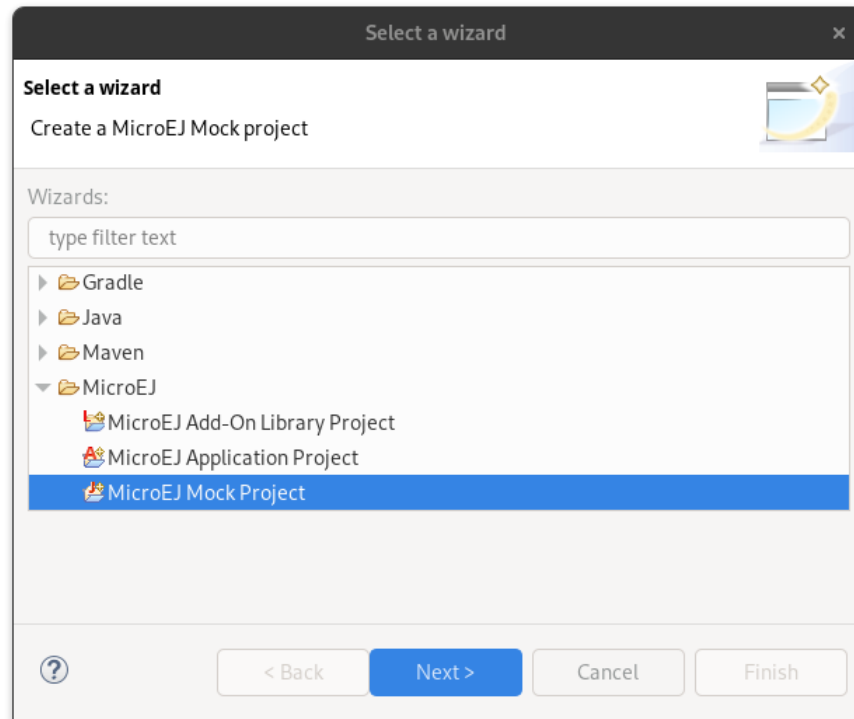 Select a wizard
Select a wizard
Create a MicroEJ Mock project
Wizards:
type filter text
Gradle
Java
Maven
MicroEJ
MicroEJ Add-On Library Project
MicroEJ Application Project
MicroEJ Mock Project
< Back Next > Cancel Finish